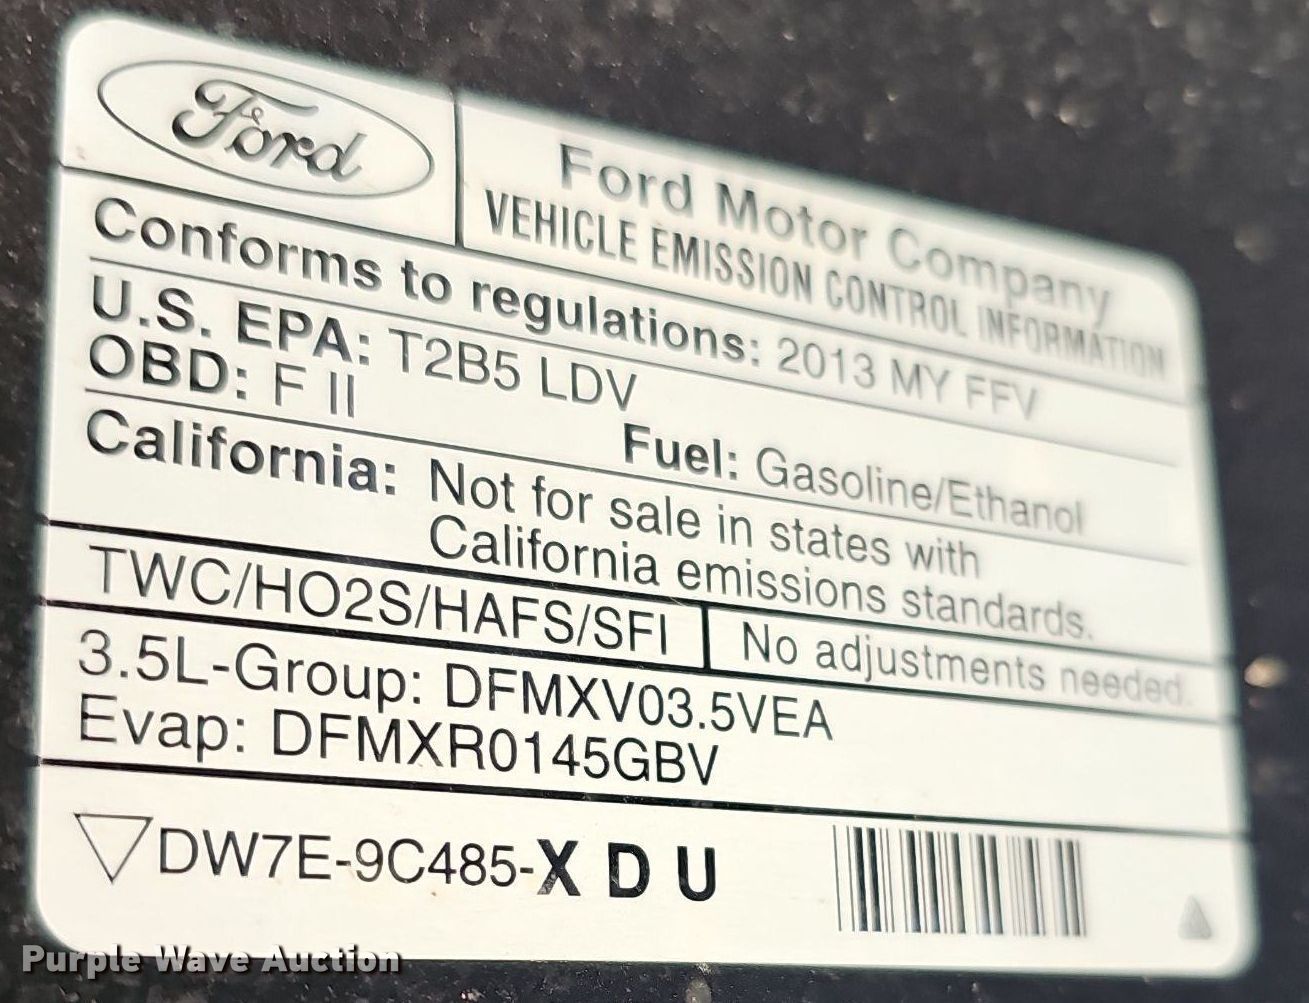 Ford
Ford Motor Company
VEHICLE EMISSION CONTROL INFORMATION
Conforms to regulations: 2013 MY FFV
U.S. EPA: T2B5 LDV
OBD: F II
Fuel: Gasoline/Ethanol
California: Not for sale in states with
California emissions standards.
TWC/HO2S/HAFS/SFI
No adjustments needed.
3.5L-Group: DFMXV03.5VEA
Evap: DFMXR0145GBV
DW7E-9C485-X D U
Purple Wave Auction